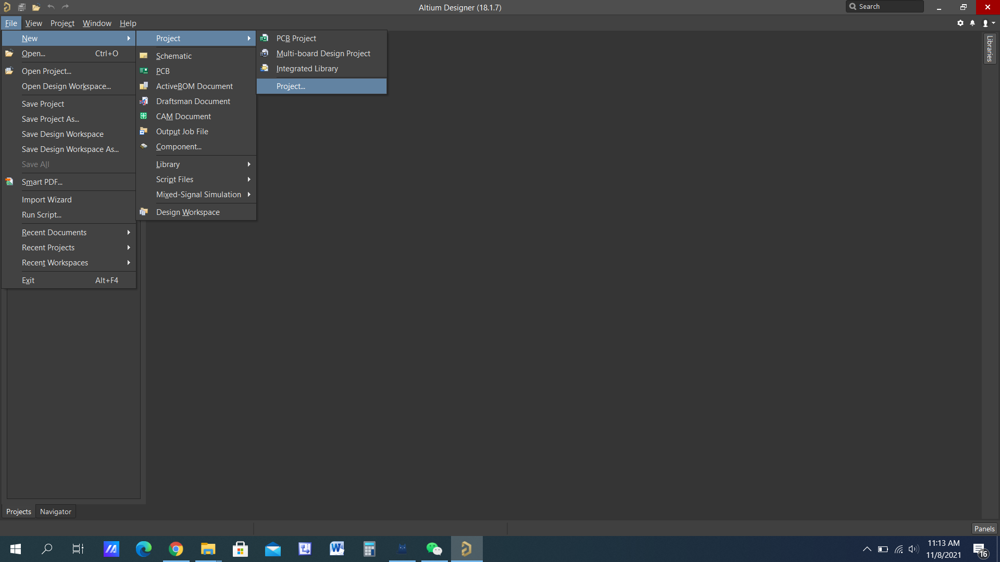 Altium Designer (18.1.7)
Search
File View Project Window Help
New
Open... Ctrl+O
Open Project...
Open Design Workspace...
Save Project
Save Project As...
Save Design Workspace
Save Design Workspace As...
Save All
Smart PDF...
Import Wizard
Run Script...
Recent Documents
Recent Projects
Recent Workspaces
Exit Alt+F4
Project
Schematic
PCB
ActiveBOM Document
Draftsman Document
CAM Document
Output Job File
Component...
Library
Script Files
Mixed-Signal Simulation
Design Workspace
PCB Project
Multi-board Design Project
Integrated Library
Project...
Libraries
Projects Navigator
Panels
11:13 AM
11/8/2021
16